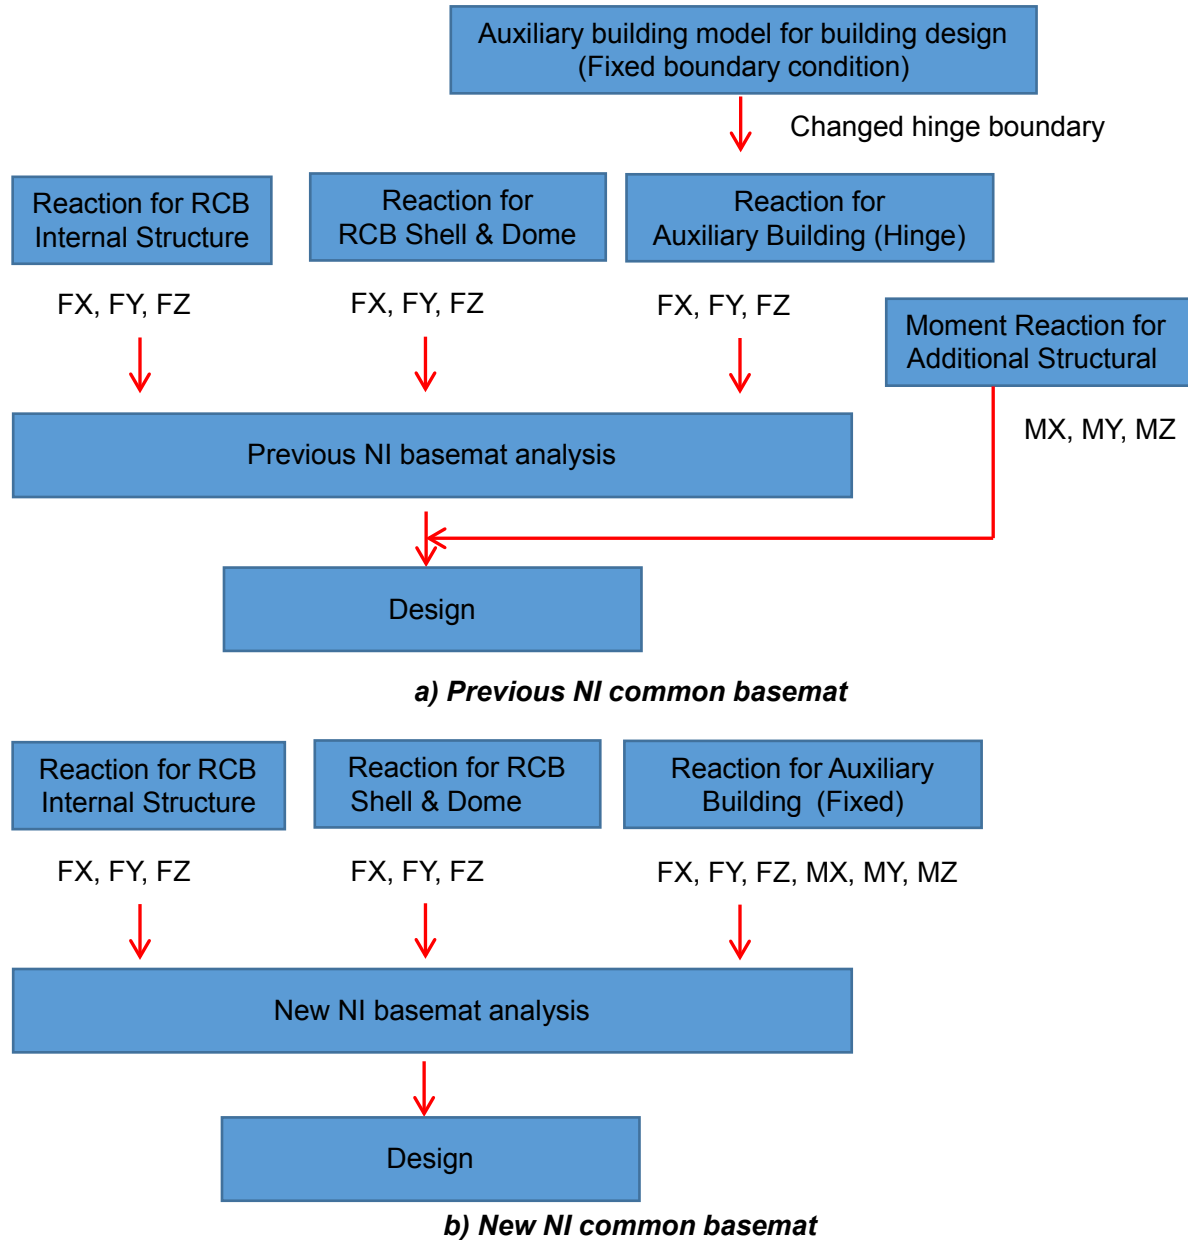 Auxiliary building model for building design
(Fixed boundary condition)
Changed hinge boundary
Reaction for RCB
Internal Structure
Reaction for
RCB Shell & Dome
Reaction for
Auxiliary Building (Hinge)
FX, FY, FZ
FX, FY, FZ
FX, FY, FZ
Moment Reaction for
Additional Structural
MX, MY, MZ
Previous NI basemat analysis
Design
a) Previous NI common basemat
Reaction for RCB
Internal Structure
Reaction for RCB
Shell & Dome
Reaction for Auxiliary
Building (Fixed)
FX, FY, FZ
FX, FY, FZ
FX, FY, FZ, MX, MY, MZ
New NI basemat analysis
Design
b) New NI common basemat